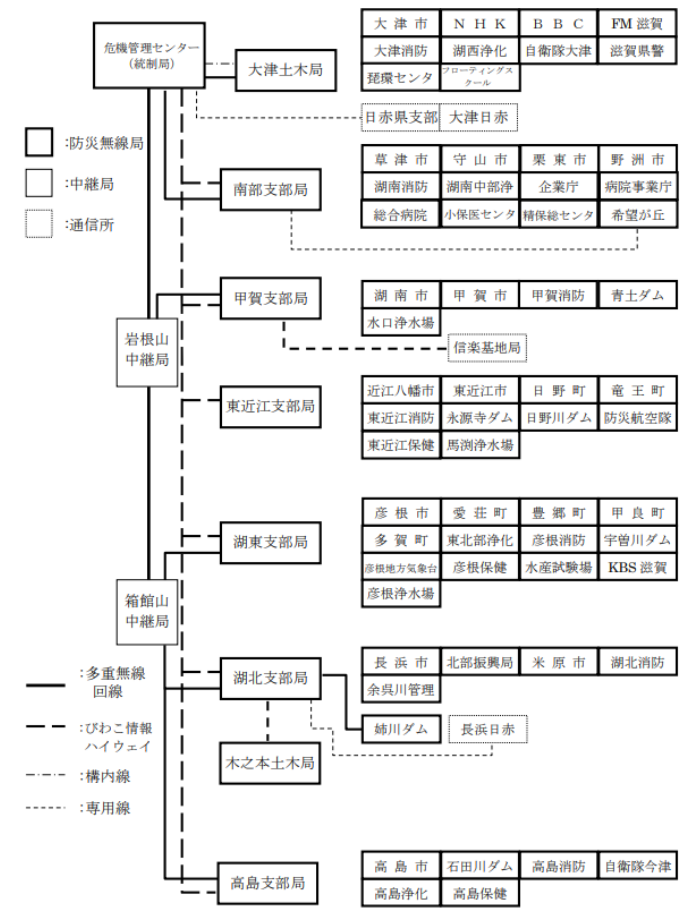 危機管理センター
（統制局）
大津土木局
大津市 ＮＨＫ ＢＢＣ FM滋賀
大津消防 湖西浄化 自衛隊大津 滋賀県警
琵環センタ フローティングス
クール
日赤県支部 大津日赤
:防災無線局
:中継局
:通信所
南部支部局
草津市 守山市 栗東市 野洲市
湖南消防 湖南中部浄 企業庁 病院事業庁
総合病院 小保医センタ 精保総センタ 希望が丘
甲賀支部局
湖南市 甲賀市 甲賀消防 青土ダム
水口浄水場
信楽基地局
岩根山
中継局
東近江支部局
近江八幡市 東近江市 日野町 竜王町
東近江消防 永源寺ダム 日野川ダム 防災航空隊
東近江保健 馬渕浄水場
湖東支部局
彦根市 愛荘町 豊郷町 甲良町
多賀町 東北部浄化 彦根消防 宇曽川ダム
彦根地方気象台 彦根保健 水産試験場 KBS滋賀
彦根浄水場
箱館山
中継局
湖北支部局
長浜市 北部振興局 米原市 湖北消防
余呉川管理
姉川ダム 長浜日赤
木之本土木局
:多重無線
回線
:びわこ情報
ハイウェイ
:構内線
:専用線
高島支部局
高島市 石田川ダム 高島消防 自衛隊今津
高島浄化 高島保健